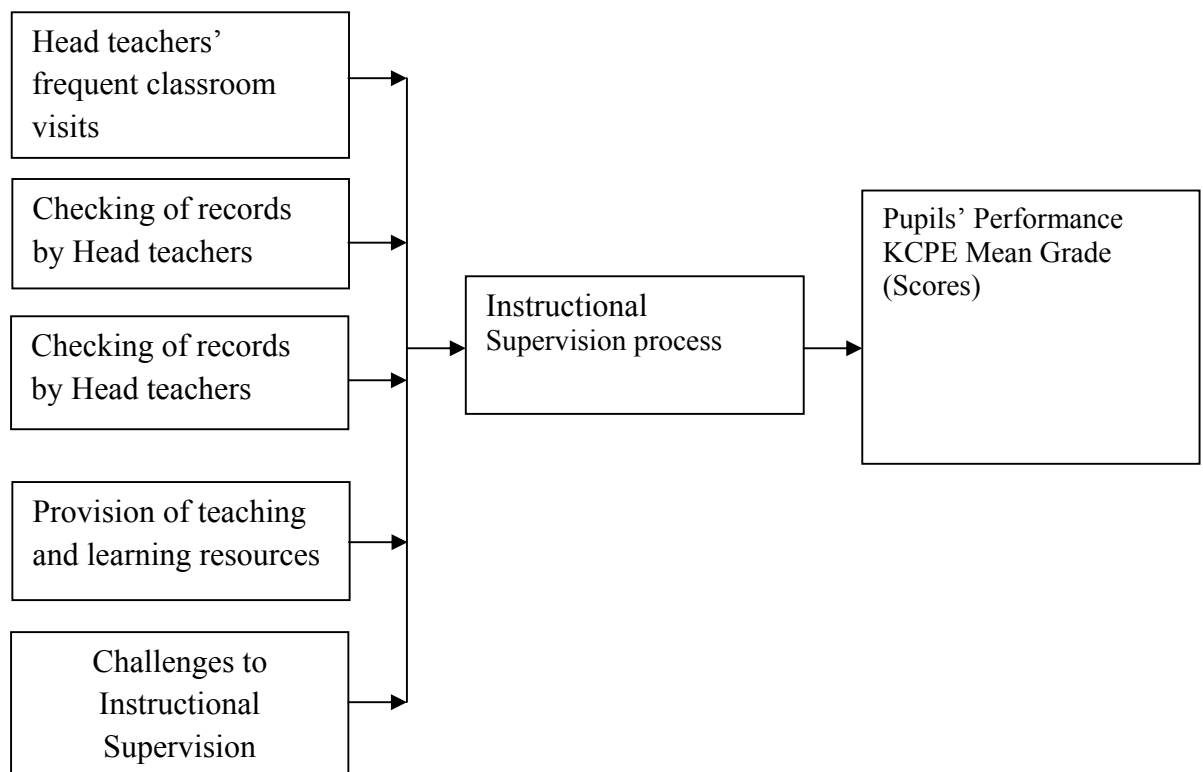 Head teachers’
frequent classroom
visits
Checking of records
by Head teachers
Checking of records
by Head teachers
Provision of teaching
and learning resources
Challenges to
Instructional
Supervision
Instructional
Supervision process
Pupils’ Performance
KCPE Mean Grade
(Scores)